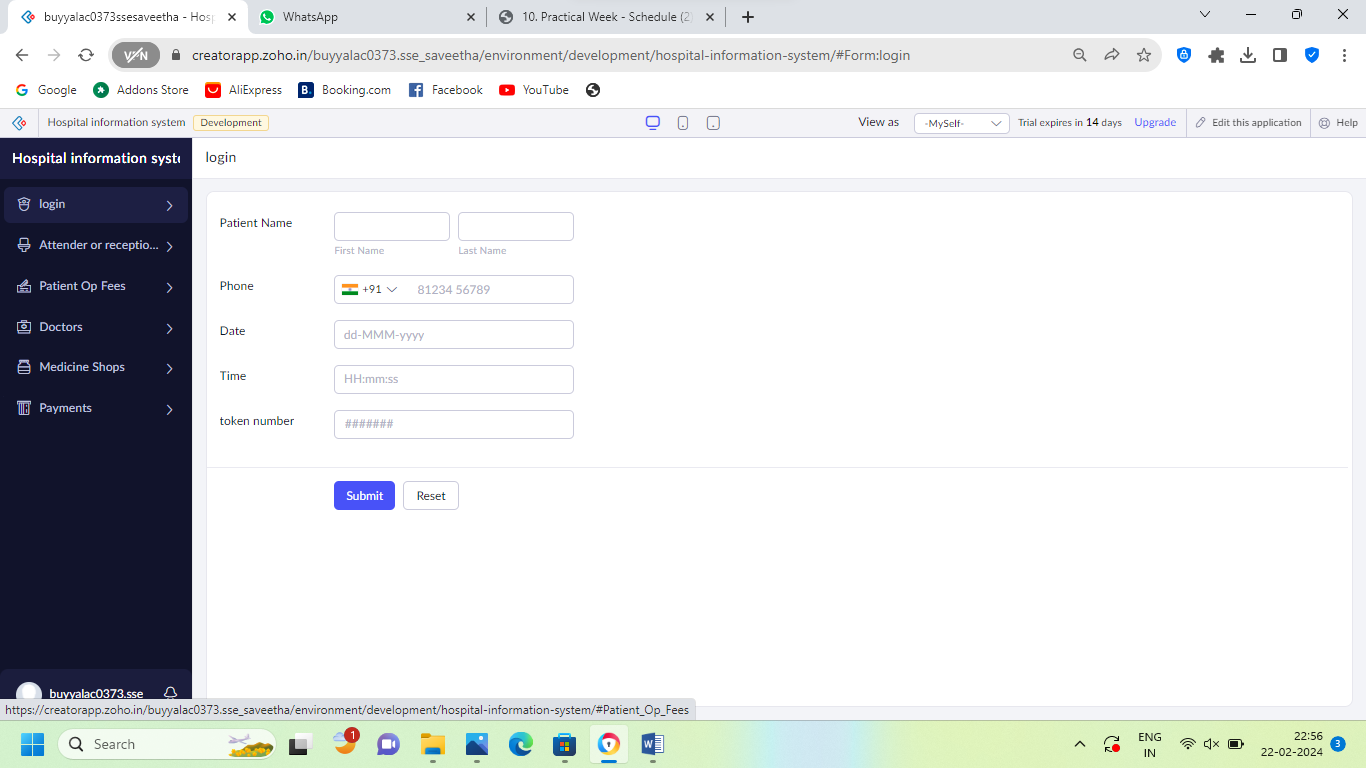 buyyalac0373ssesaveetha - Hosp
WhatsApp
10. Practical Week - Schedule (2)
VPN
creatorapp.zoho.in/buyyalac0373.sse_saveetha/environment/development/hospital-information-system/#Form:login
Google
Addons Store
AliExpress
B.
Booking.com
Facebook
YouTube
Hospital information system
Development
View as
-MySelf-
Trial expires in 14 days
Upgrade
Edit this application
Help
Hospital information syste
login
login
Attender or receptio...
Patient Op Fees
Doctors
Medicine Shops
Payments
Patient Name
First Name
Last Name
Phone
+91
81234 56789
Date
dd-MMM-yyyy
Time
HH:mm:ss
token number
#######
Submit
Reset
buyyalac0373.sse
https://creatorapp.zoho.in/buyyalac0373.sse_saveetha/environment/development/hospital-information-system/#Patient_Op_Fees
Search
1
W
ENG
IN
22:56
22-02-2024
3